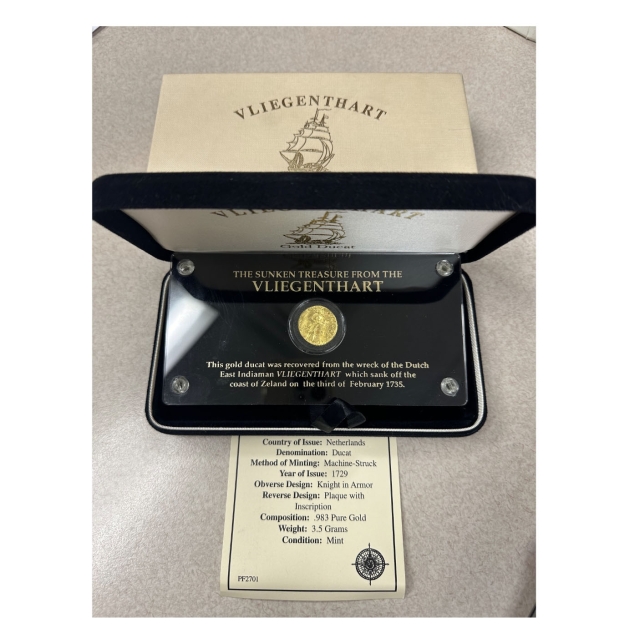 VLIEGENTHART
VLIEGENTHART
Gold Ducat
THE SUNKEN TREASURE FROM THE
VLIEGENTHART
This gold ducat was recovered from the wreck of the Dutch
East Indiaman VLIEGENTHART which sank off the
coast of Zeland on the third of February 1735.
Country of Issue: Netherlands
Denomination: Ducat
Method of Minting: Machine-Struck
Year of Issue: 1729
Obverse Design: Knight in Armor
Reverse Design: Plaque with
Inscription
Composition: .983 Pure Gold
Weight: 3.5 Grams
Condition: Mint
PF2701